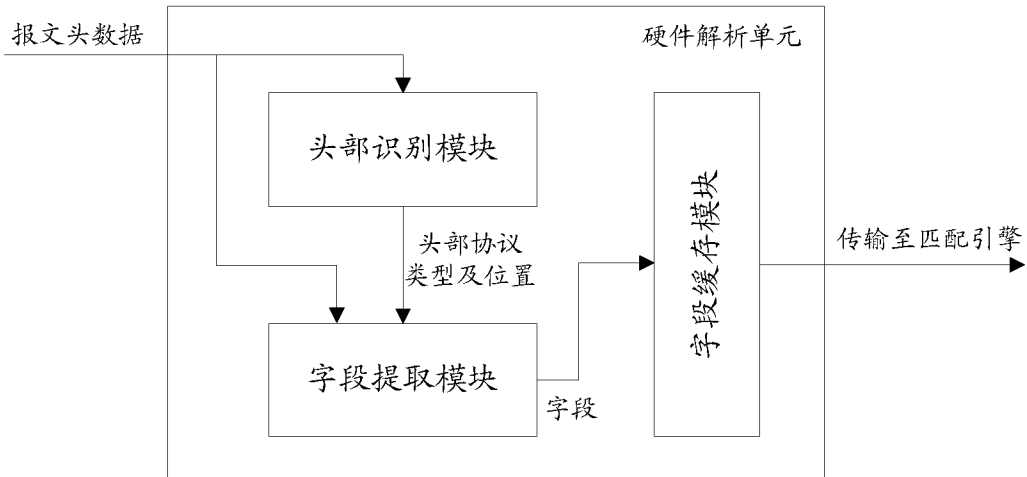 报文头数据
硬件解析单元
头部识别模块
头部协议
类型及位置
字段提取模块
字段
字段缓存模块
传输至匹配引擎